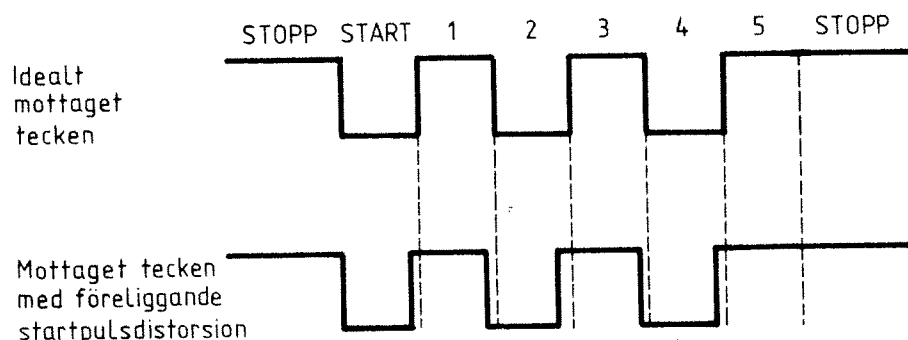 STOPP START 1 2 3 4 5 STOPP
Idealt
mottaget
tecken
Mottaget tecken
med föreliggande
startpulsdistorsion